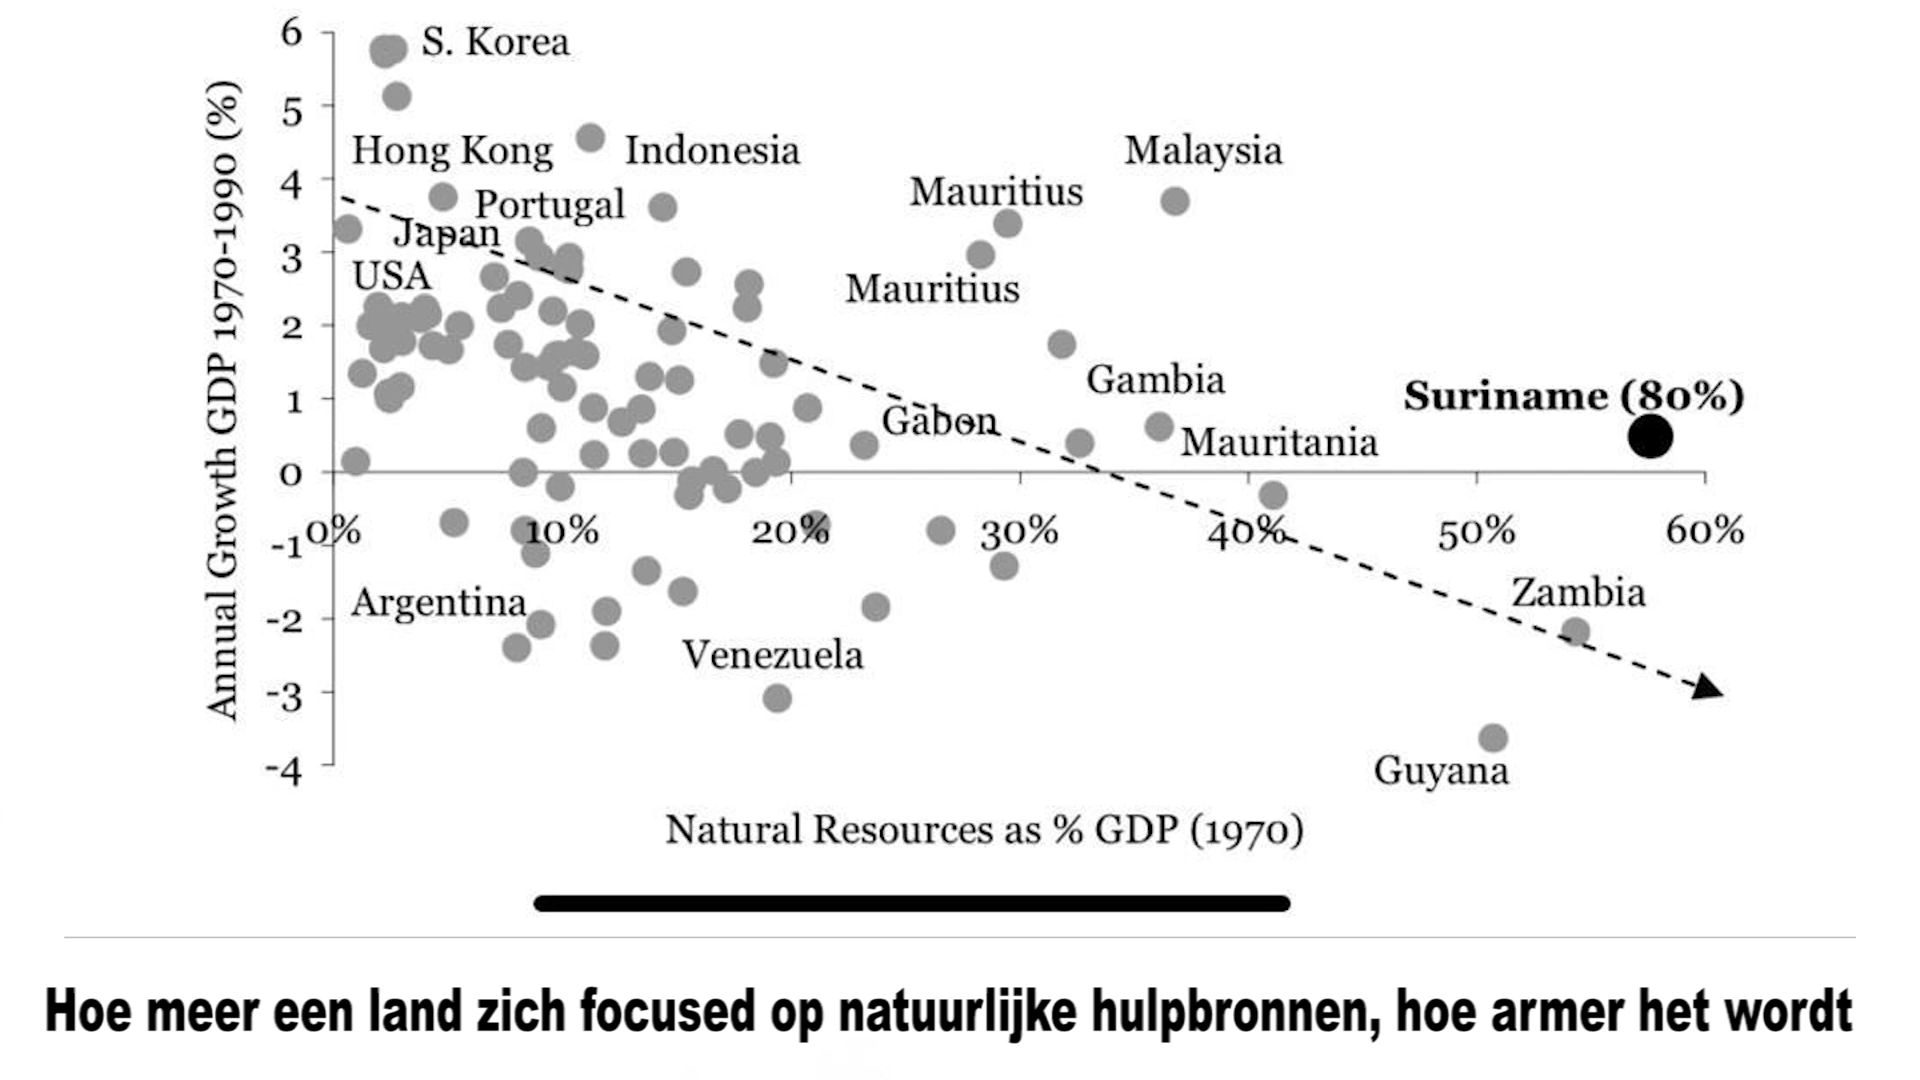 6
S. Korea
5
Hong Kong
Indonesia
Malaysia
4
Mauritius
Portugal
Japan
3
USA
Mauritius
2
Gambia
1
Suriname (80%)
Gabon
Mauritania
0
0%
10%
20%
30%
40%
50%
60%
-1
Argentina
Zambia
-2
Venezuela
-3
-4
Guyana
Annual Growth GDP 1970-1990 (%)
Natural Resources as % GDP (1970)
Hoe meer een land zich focused op natuurlijke hulpbronnen, hoe armer het wordt